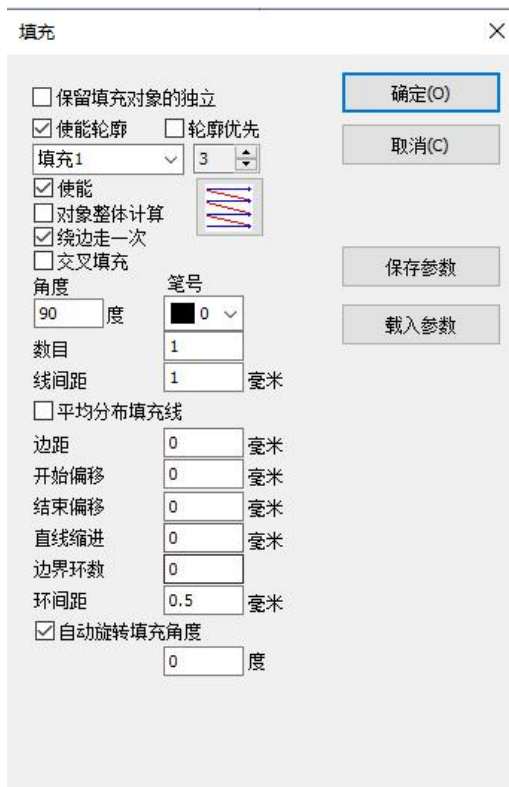 填充
保留填充对象的独立
确定(O)
使能轮廓 轮廓优先
取消(C)
填充1 3
使能
对象整体计算
绕边走一次
交叉填充
保存参数
角度 笔号
90 度 0
载入参数
数目 1
线间距 1 毫米
平均分布填充线
边距 0 毫米
开始偏移 0 毫米
结束偏移 0 毫米
直线缩进 0 毫米
边界环数 0
环间距 0.5 毫米
自动旋转填充角度
0 度